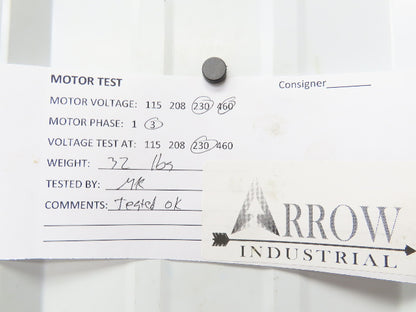 MOTOR TEST
Consigner
MOTOR VOLTAGE: 115 208 230 460
MOTOR PHASE: 1 3
VOLTAGE TEST AT: 115 208 230 460
WEIGHT: 32 lbs
TESTED BY: MR
COMMENTS: Tested ok
ARROW
INDUSTRIAL